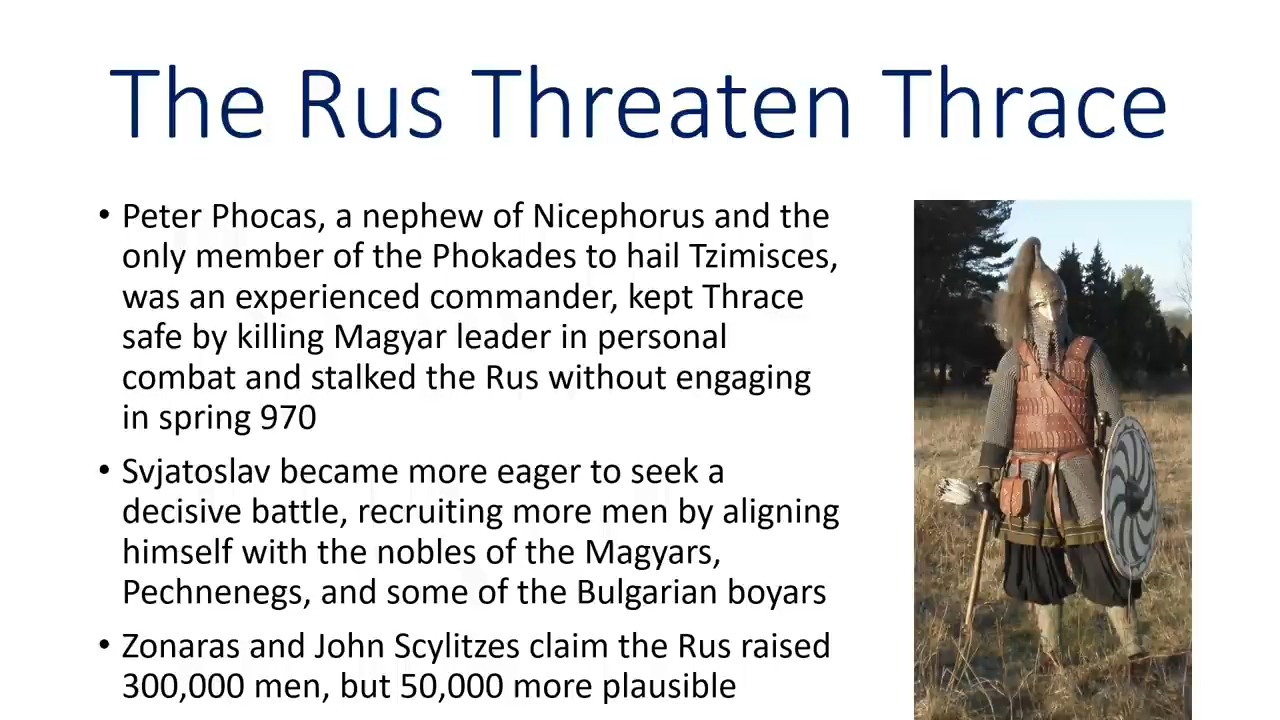 The Rus Threaten Thrace
• Peter Phocas, a nephew of Nicephorus and the
only member of the Phokades to hail Tzimisces,
was an experienced commander, kept Thrace
safe by killing Magyar leader in personal
combat and stalked the Rus without engaging
in spring 970
• Svjatoslav became more eager to seek a
decisive battle, recruiting more men by aligning
himself with the nobles of the Magyars,
Pechnenegs, and some of the Bulgarian boyars
• Zonaras and John Scylitzes claim the Rus raised
300,000 men, but 50,000 more plausible